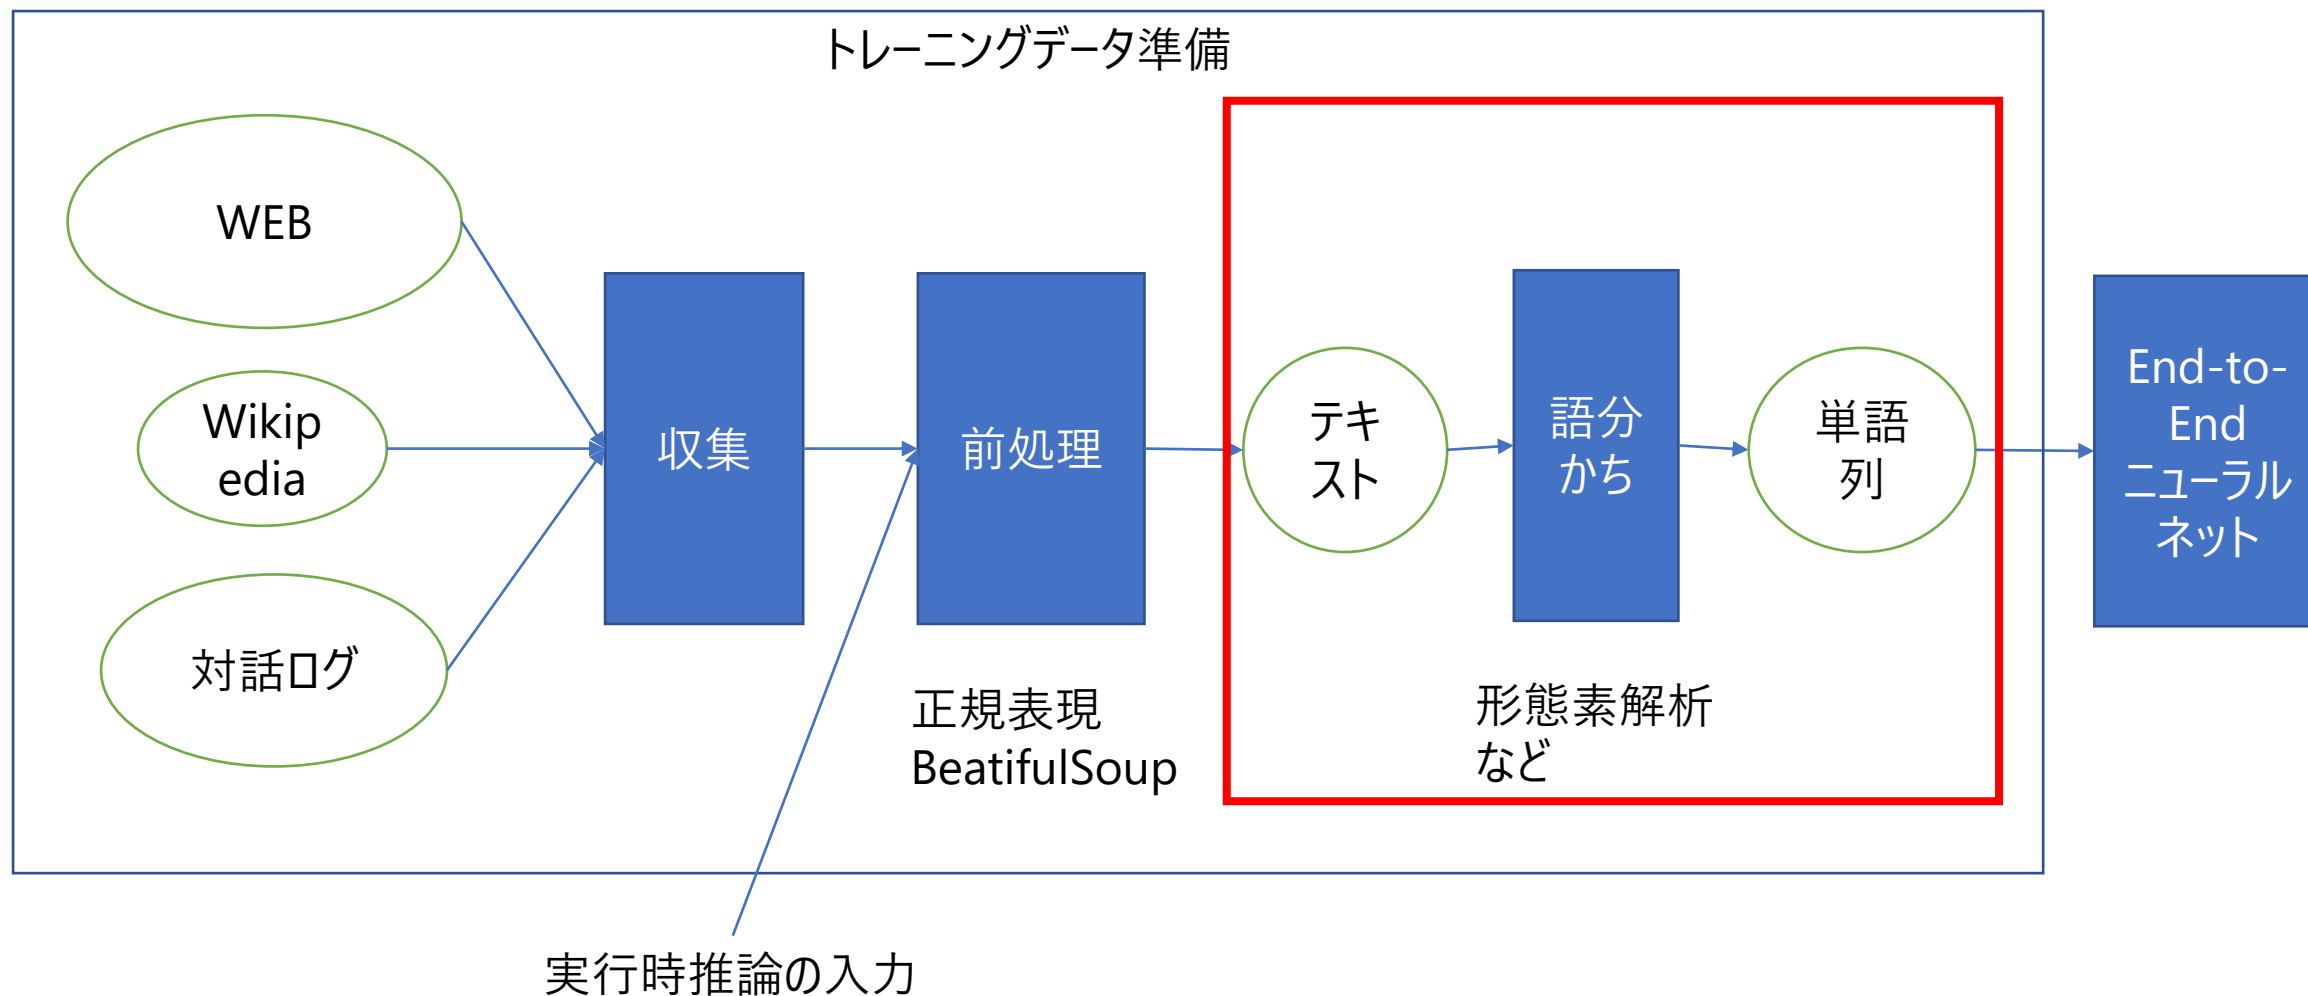 トレーニングデータ準備
WEB
Wikip
edia
対話ログ
収集
前処理
正規表現
BeatifulSoup
テキ
スト
語分
かち
形態素解析
など
単語
列
End-to-
End
ニューラル
ネット
実行時推論の入力